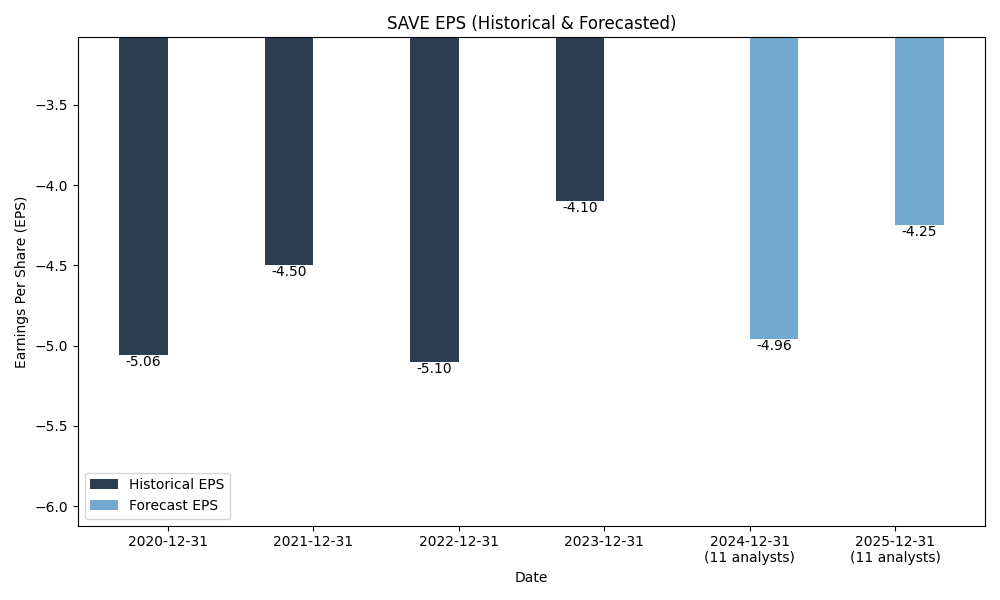 SAVE EPS (Historical & Forecasted)
Earnings Per Share (EPS)
−3.5
−4.0
−4.5
−5.0
−5.5
−6.0
-5.06
-4.50
-5.10
-4.10
-4.96
-4.25
Historical EPS
Forecast EPS
2020-12-31
2021-12-31
2022-12-31
2023-12-31
2024-12-31
(11 analysts)
2025-12-31
(11 analysts)
Date